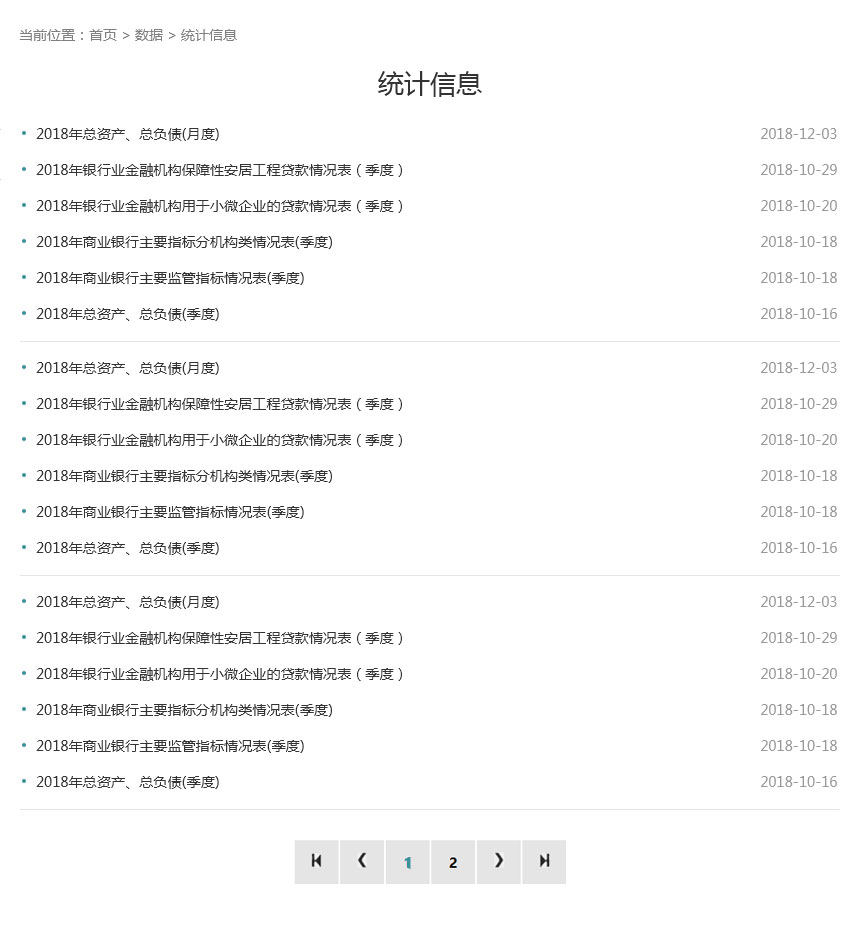 当前位置：首页 > 数据 > 统计信息
统计信息
2018年总资产、总负债(月度) 2018-12-03
2018年银行业金融机构保障性安居工程贷款情况表（季度） 2018-10-29
2018年银行业金融机构用于小微企业的贷款情况表（季度） 2018-10-20
2018年商业银行主要指标分机构类情况表(季度) 2018-10-18
2018年商业银行主要监管指标情况表(季度) 2018-10-18
2018年总资产、总负债(季度) 2018-10-16
2018年总资产、总负债(月度) 2018-12-03
2018年银行业金融机构保障性安居工程贷款情况表（季度） 2018-10-29
2018年银行业金融机构用于小微企业的贷款情况表（季度） 2018-10-20
2018年商业银行主要指标分机构类情况表(季度) 2018-10-18
2018年商业银行主要监管指标情况表(季度) 2018-10-18
2018年总资产、总负债(季度) 2018-10-16
2018年总资产、总负债(月度) 2018-12-03
2018年银行业金融机构保障性安居工程贷款情况表（季度） 2018-10-29
2018年银行业金融机构用于小微企业的贷款情况表（季度） 2018-10-20
2018年商业银行主要指标分机构类情况表(季度) 2018-10-18
2018年商业银行主要监管指标情况表(季度) 2018-10-18
2018年总资产、总负债(季度) 2018-10-16
1 2